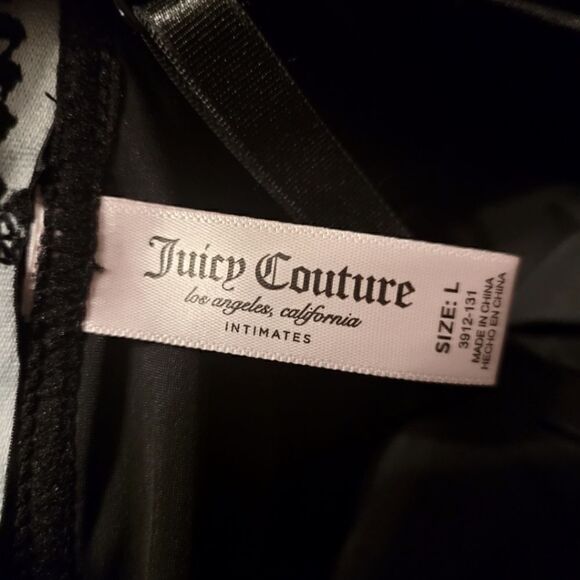 Juicy Couture
los angeles, california
INTIMATES
SIZE: L
3912-131
MADE IN CHINA
HECHO EN CHINA